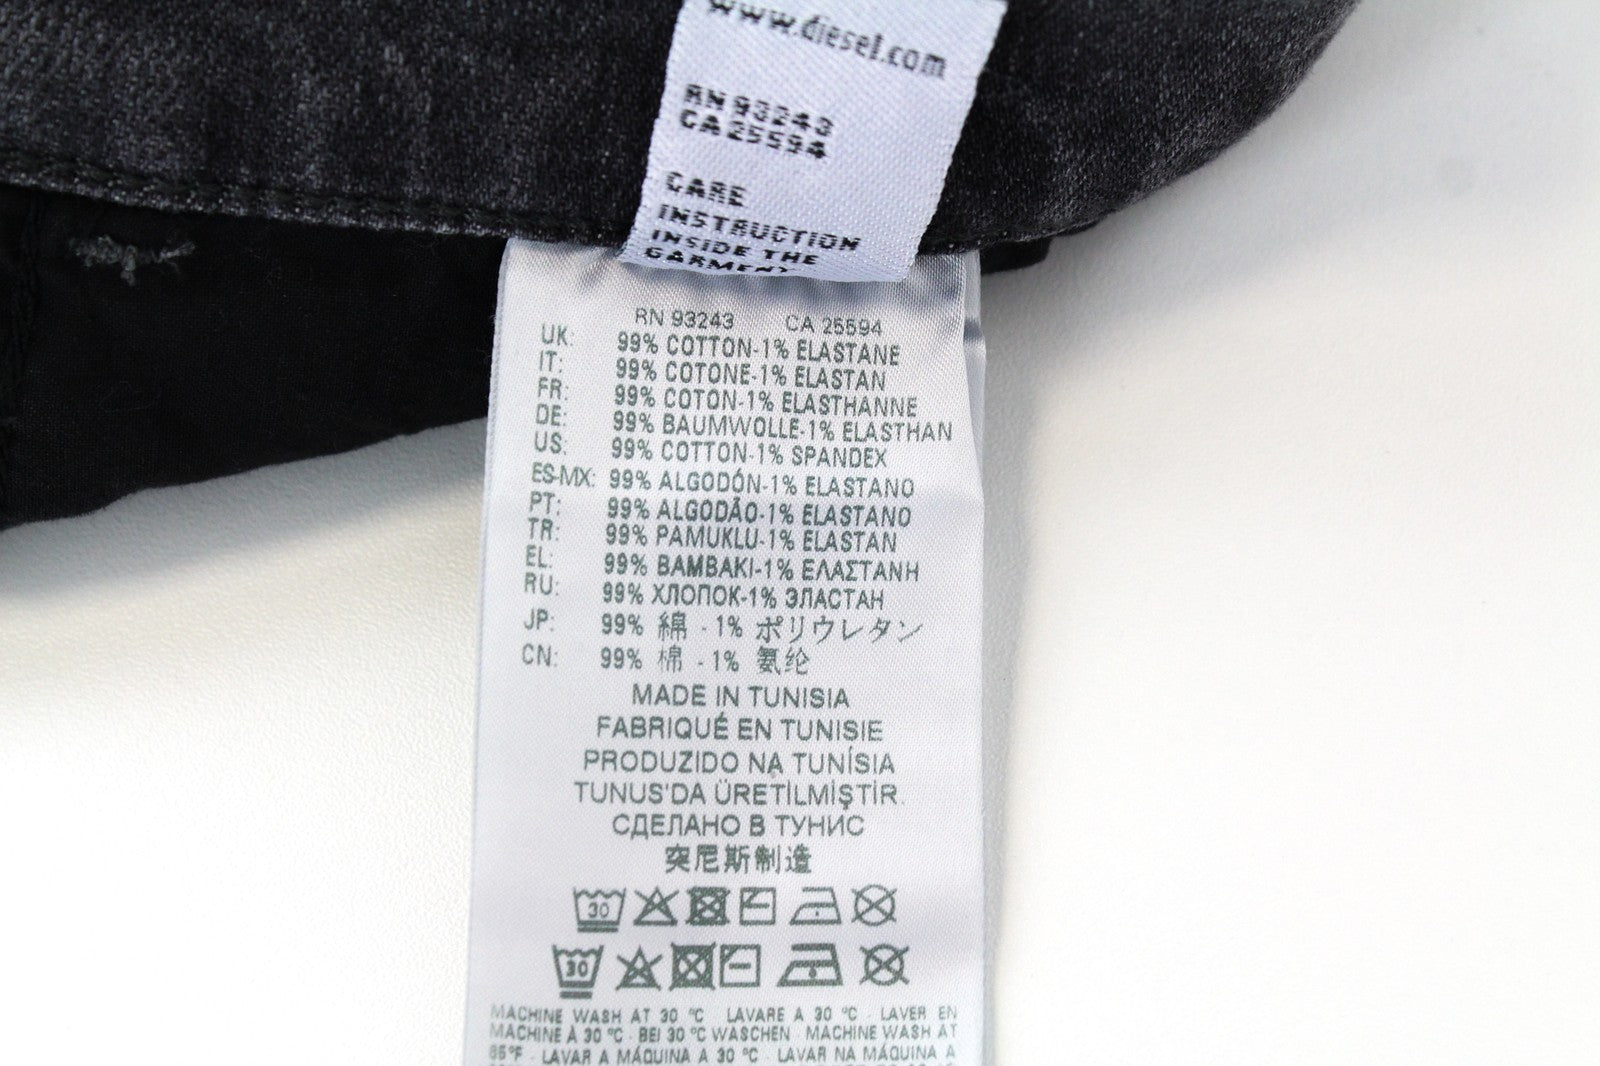 www.diesel.com
RN 93243
CA 25594
CARE
INSTRUCTION
INSIDE THE
GARMENT
RN 93243 CA 25594
UK: 99% COTTON-1% ELASTANE
IT: 99% COTONE-1% ELASTAN
FR: 99% COTON-1% ELASTHANNE
DE: 99% BAUMWOLLE-1% ELASTHAN
US: 99% COTTON-1% SPANDEX
ES-MX: 99% ALGODÓN-1% ELASTANO
PT: 99% ALGODÃO-1% ELASTANO
TR: 99% PAMUKLU-1% ELASTAN
EL: 99% ΒΑΜΒΑΚΙ-1% ΕΛΑΣΤΑΝΗ
RU: 99% ХЛОПОК-1% ЭЛАСТАН
JP: 99% 綿 - 1% ポリウレタン
CN: 99% 棉 - 1% 氨纶
MADE IN TUNISIA
FABRIQUÉ EN TUNISIE
PRODUZIDO NA TUNÍSIA
TUNUS'DA ÜRETİLMİŞTİR.
СДЕЛАНО В ТУНИС
突尼斯制造
30
30
MACHINE WASH AT 30 °C - LAVARE A 30 °C - LAVER EN
MACHINE À 30 °C - BEI 30 °C WASCHEN - MACHINE WASH AT
86°F - LAVAR A MÁQUINA A 30 °C - LAVAR NA MÁQUINA A